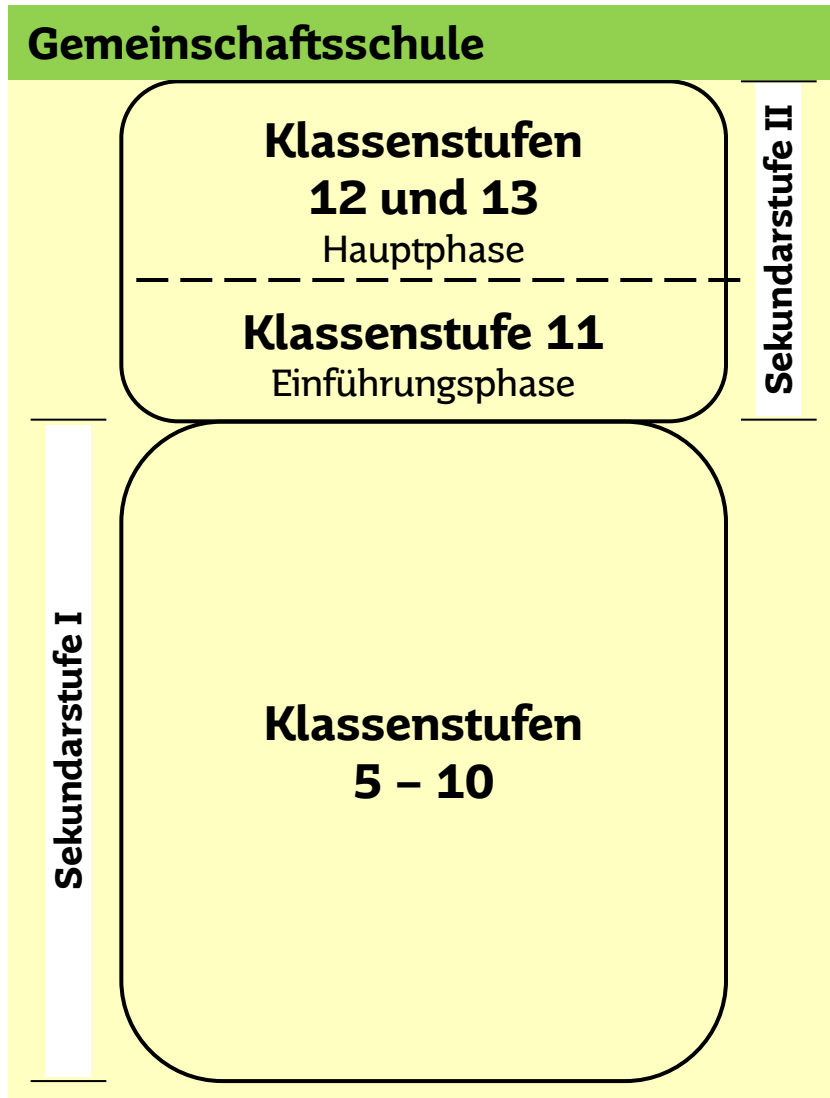 Gemeinschaftsschule
Klassenstufen
12 und 13
Hauptphase
Klassenstufe 11
Einführungsphase
Sekundarstufe II
Klassenstufen
5 – 10
Sekundarstufe I